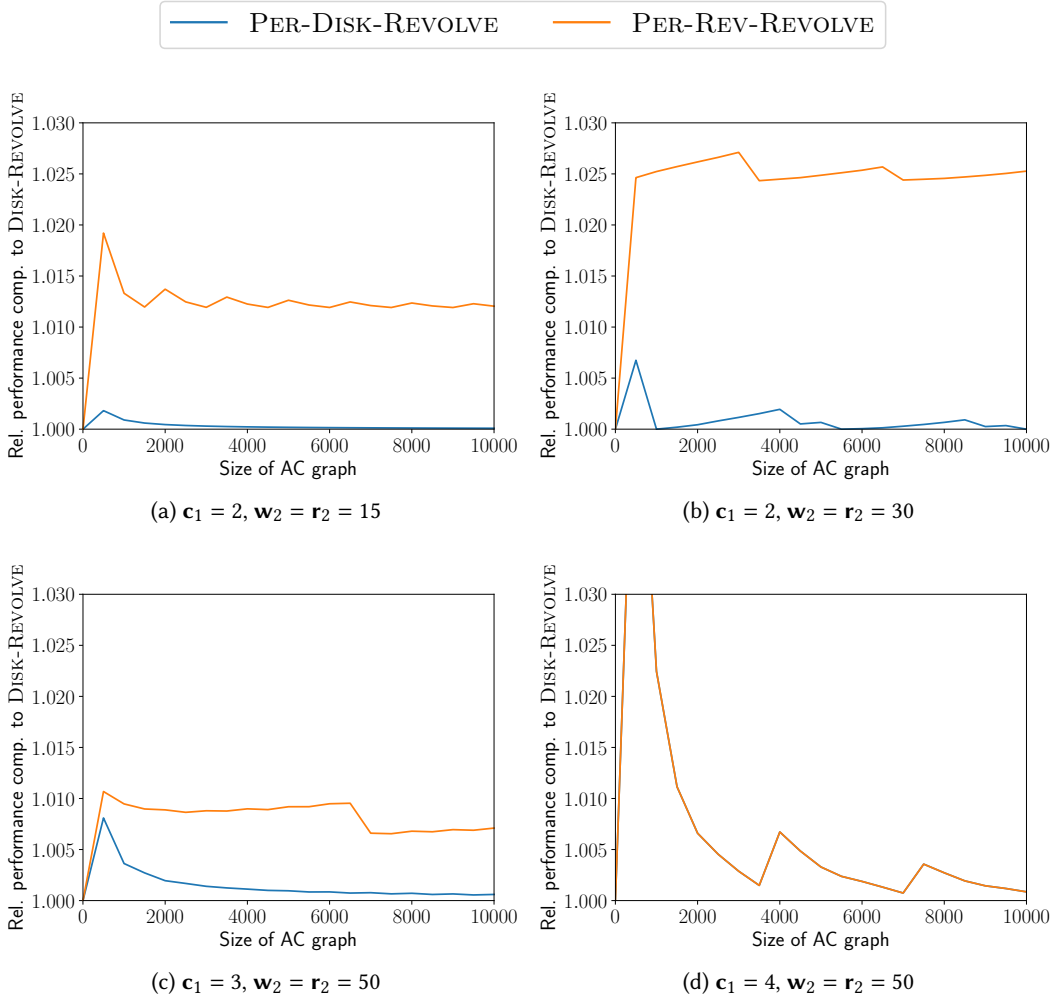 PER-DISK-REVOLVE PER-REV-REVOLVE
Rel. performance comp. to DISK-REVOLVE
1.030
1.025
1.020
1.015
1.010
1.005
1.000
0 2000 4000 6000 8000 10000
Size of AC graph
(a) c₁ = 2, w₂ = r₂ = 15
Rel. performance comp. to DISK-REVOLVE
1.030
1.025
1.020
1.015
1.010
1.005
1.000
0 2000 4000 6000 8000 10000
Size of AC graph
(b) c₁ = 2, w₂ = r₂ = 30
Rel. performance comp. to DISK-REVOLVE
1.030
1.025
1.020
1.015
1.010
1.005
1.000
0 2000 4000 6000 8000 10000
Size of AC graph
(c) c₁ = 3, w₂ = r₂ = 50
Rel. performance comp. to DISK-REVOLVE
1.030
1.025
1.020
1.015
1.010
1.005
1.000
0 2000 4000 6000 8000 10000
Size of AC graph
(d) c₁ = 4, w₂ = r₂ = 50